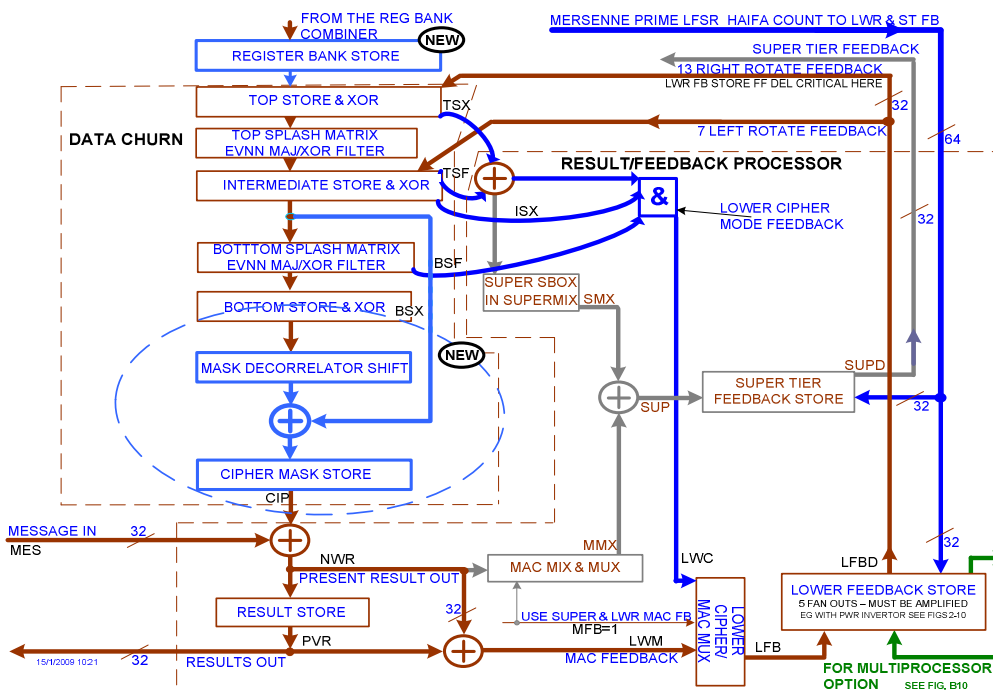 FROM THE REG BANK
COMBINER
NEW
REGISTER BANK STORE
MERSENNE PRIME LFSR HAIFA COUNT TO LWR & ST FB
SUPER TIER FEEDBACK
13 RIGHT ROTATE FEEDBACK
LWR FB STORE FF DEL CRITICAL HERE
32
TOP STORE & XOR
TSX
DATA CHURN
TOP SPLASH MATRIX
EVNN MAJ/XOR FILTER
7 LEFT ROTATE FEEDBACK
64
RESULT/FEEDBACK PROCESSOR
TSF
INTERMEDIATE STORE & XOR
ISX
&
LOWER CIPHER
MODE FEEDBACK
32
BOTTTOM SPLASH MATRIX
EVNN MAJ/XOR FILTER
BSF
SUPER SBOX
IN SUPERMIX
SMX
BOTTOM STORE & XOR
BSX
NEW
MASK DECORRELATOR SHIFT
SUPD
SUPER TIER
FEEDBACK STORE
SUP
32
CIPHER MASK STORE
CIP
MESSAGE IN
32
MES
MMX
32
NWR
PRESENT RESULT OUT
MAC MIX & MUX
LWC
LFBD
LOWER FEEDBACK STORE
5 FAN OUTS – MUST BE AMPLIFIED
EG WITH PWR INVERTOR SEE FIGS 2-10
RESULT STORE
32
USE SUPER & LWR MAC FB
MFB=1
LOWER
CIPHER/
MAC MUX
PVR
LWM
LFB
15/1/2009 10:21
32
RESULTS OUT
MAC FEEDBACK
FOR MULTIPROCESSOR
OPTION
SEE FIG, B10